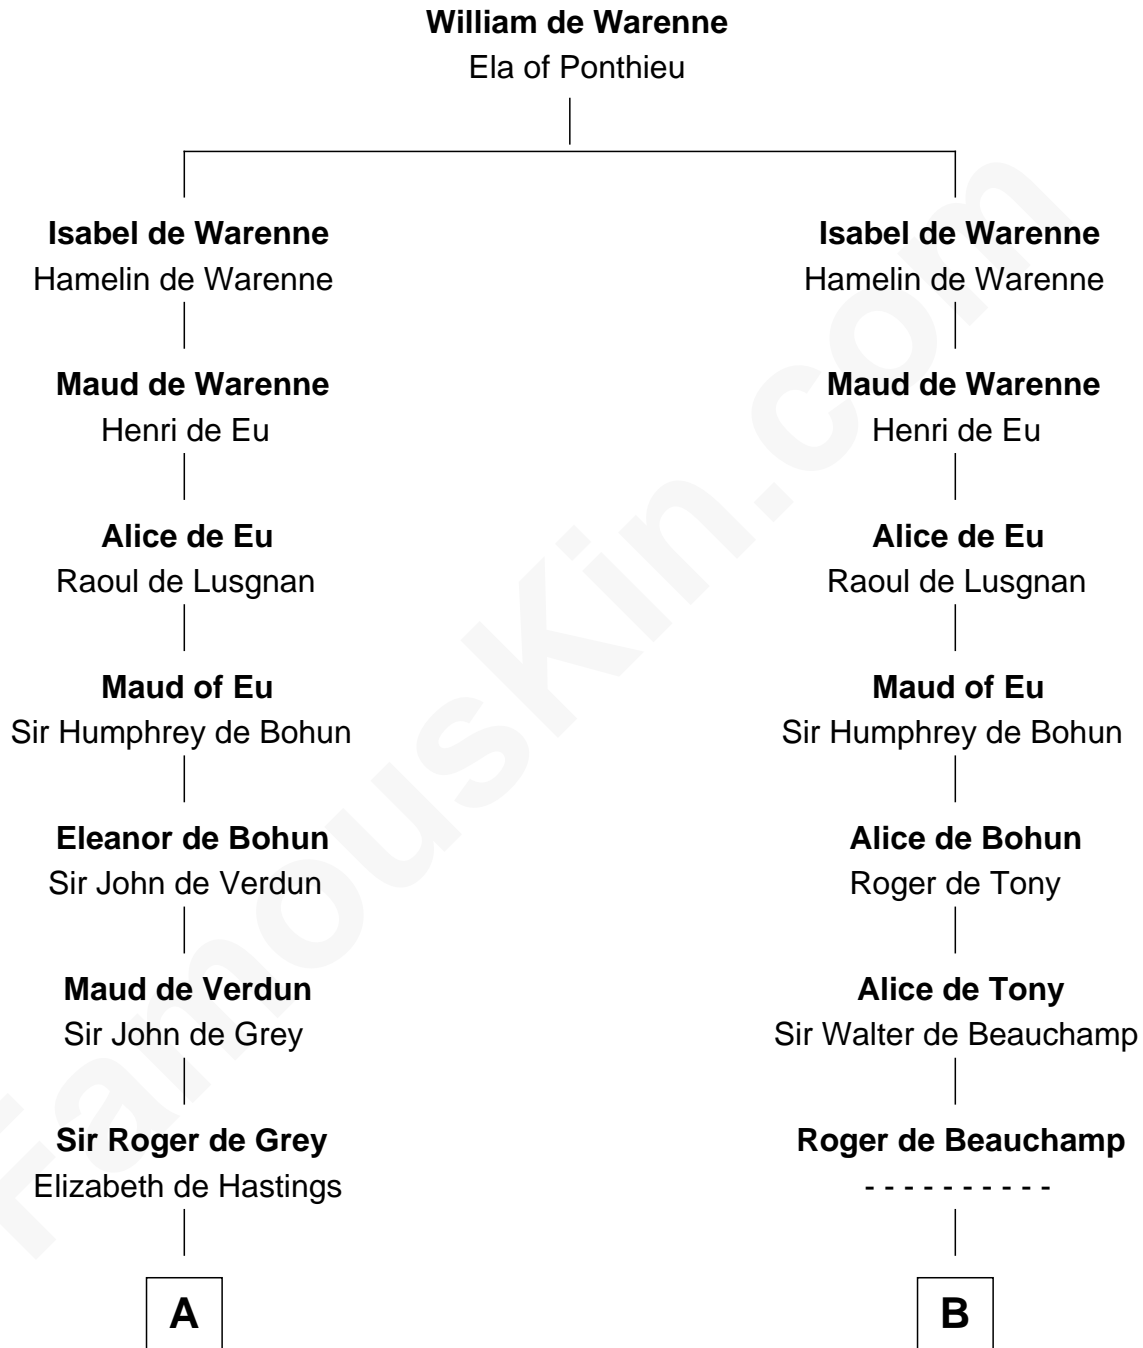 William de Warenne
Ela of Ponthieu
Isabel de Warenne
Hamelin de Warenne
Maud de Warenne
Henri de Eu
Alice de Eu
Raoul de Lusgnan
Maud of Eu
Sir Humphrey de Bohun
Eleanor de Bohun
Sir John de Verdun
Maud de Verdun
Sir John de Grey
Sir Roger de Grey
Elizabeth de Hastings
A
Isabel de Warenne
Hamelin de Warenne
Maud de Warenne
Henri de Eu
Alice de Eu
Raoul de Lusgnan
Maud of Eu
Sir Humphrey de Bohun
Alice de Bohun
Roger de Tony
Alice de Tony
Sir Walter de Beauchamp
Roger de Beauchamp
- - - - - - - - - -
B
FamousKin.com